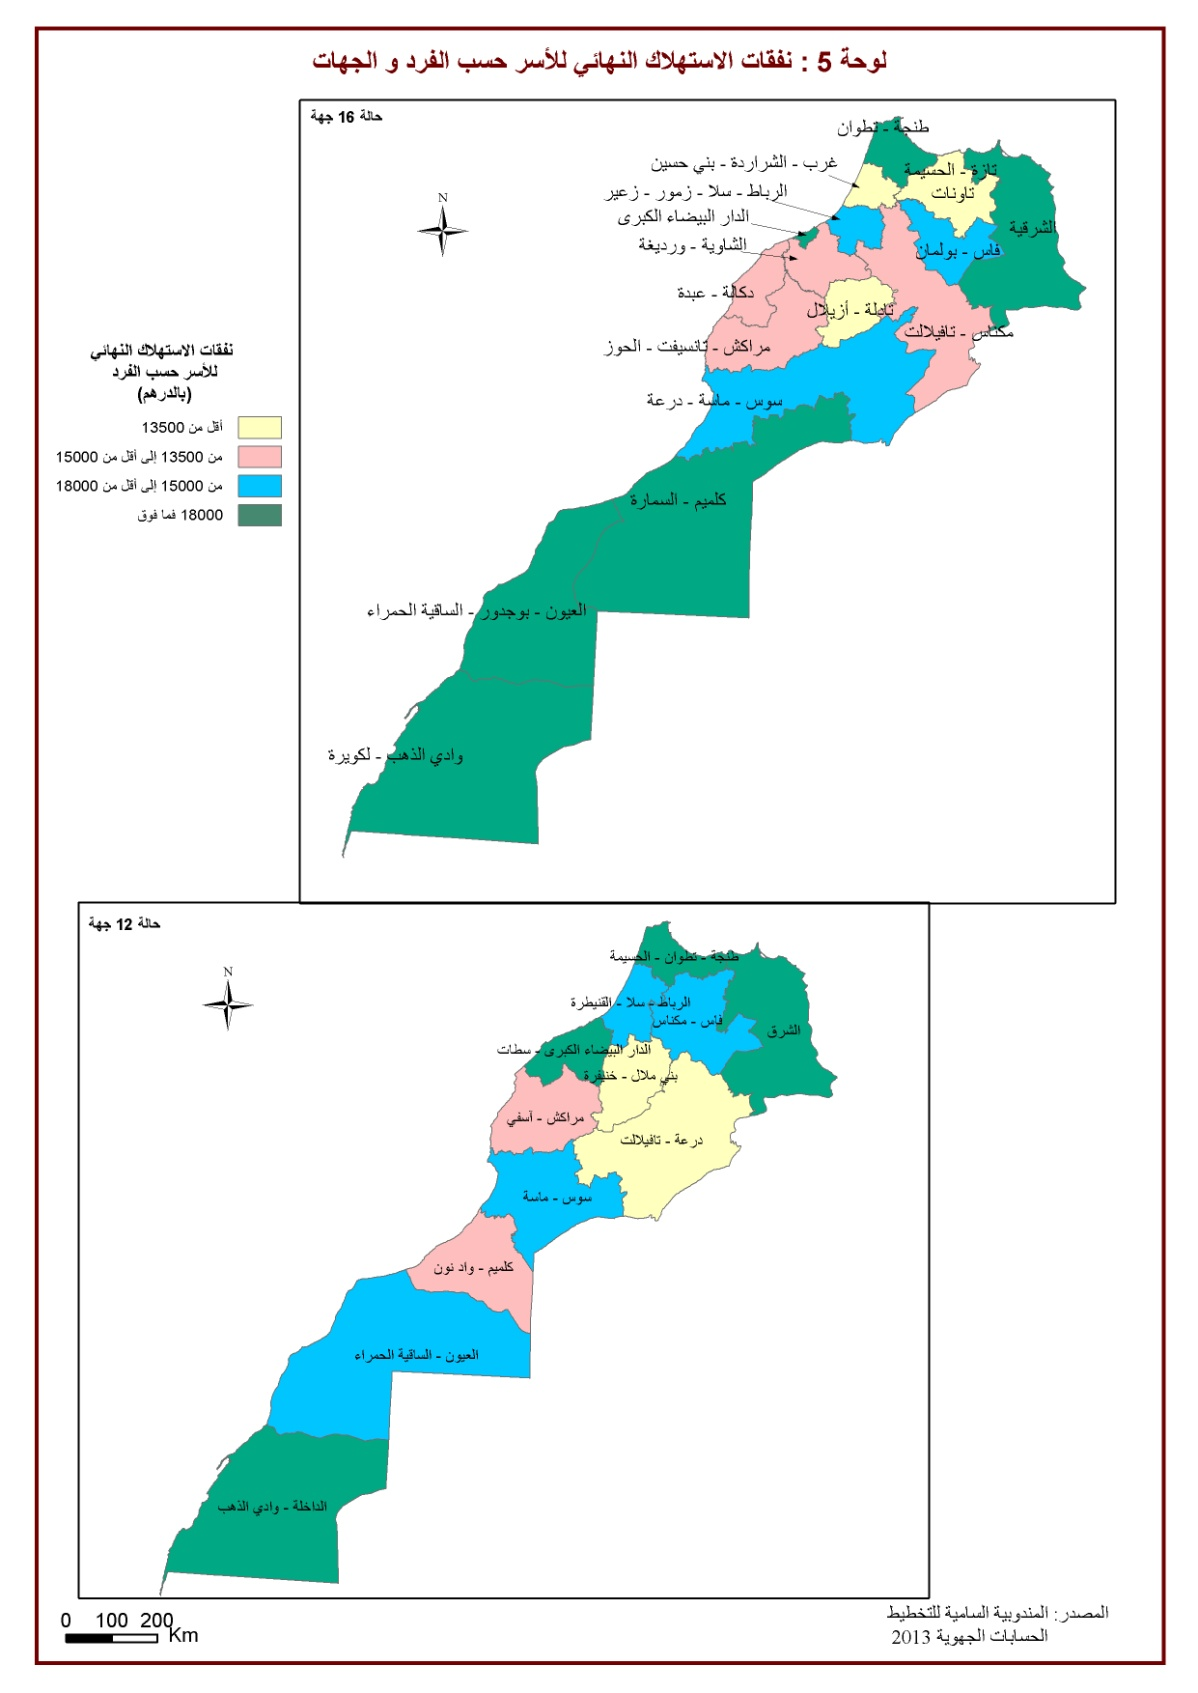 لوحة 5 : نفقات الاستهلاك النهائي للأسر حسب الفرد و الجهات
حالة 16 جهة
N
طنجة - تطوان
غرب - الشراردة - بني حسين
تازة - الحسيمة
تاونات
الرباط - سلا - زمور - زعير
الدار البيضاء الكبرى
الشرقية
الشاوية - ورديغة
فاس - بولمان
دكالة - عبدة
تادلة - أزيلال
مكناس - تافيلالت
مراكش - تانسيفت - الحوز
سوس - ماسة - درعة
كلميم - السمارة
العيون - بوجدور - الساقية الحمراء
وادي الذهب - لكويرة
نفقات الاستهلاك النهائي
للأسر حسب الفرد
(بالدرهم)
أقل من 13500
من 13500 إلى أقل من 15000
من 15000 إلى أقل من 18000
18000 فما فوق
حالة 12 جهة
N
طنجة - تطوان - الحسيمة
الرباط - سلا - القنيطرة
فاس - مكناس
الشرق
الدار البيضاء الكبرى - سطات
بني ملال - خنيفرة
مراكش - آسفي
درعة - تافيلالت
سوس - ماسة
كلميم - واد نون
العيون - الساقية الحمراء
الداخلة - وادي الذهب
0 100 200
Km
المصدر: المندوبية السامية للتخطيط
الحسابات الجهوية 2013